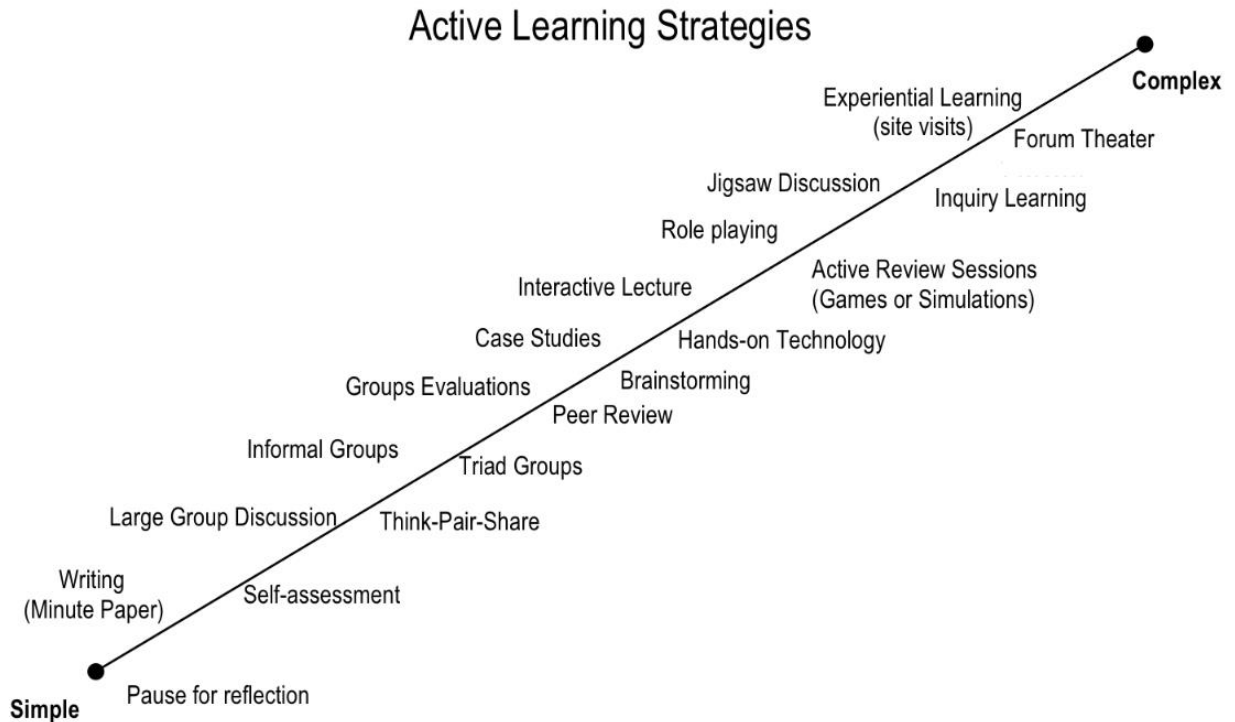 Active Learning Strategies
Complex
Experiential Learning
(site visits)
Forum Theater
Jigsaw Discussion
Inquiry Learning
Role playing
Active Review Sessions
(Games or Simulations)
Interactive Lecture
Case Studies
Hands-on Technology
Groups Evaluations
Brainstorming
Peer Review
Informal Groups
Triad Groups
Large Group Discussion
Think-Pair-Share
Writing
(Minute Paper)
Self-assessment
Simple
Pause for reflection